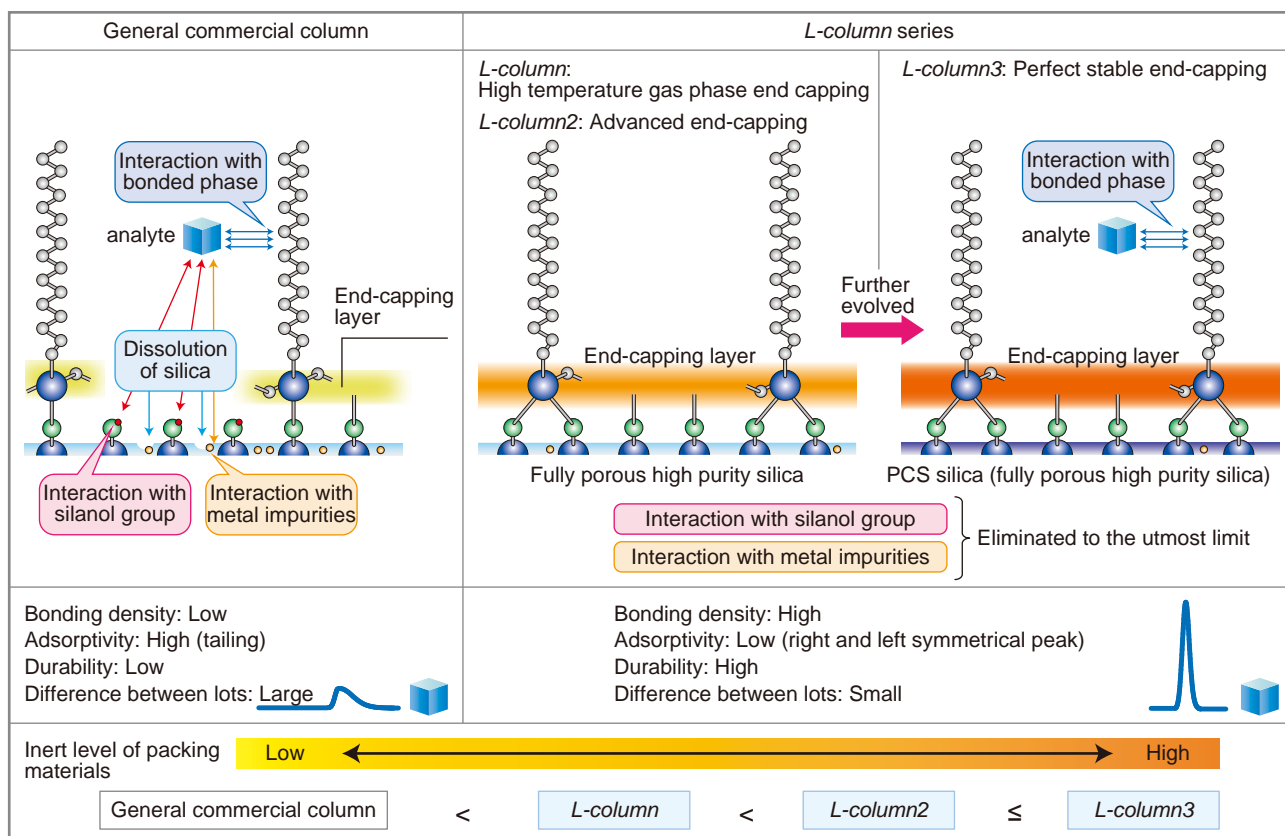 General commercial column
L-column series
Interaction with
bonded phase
analyte
End-capping
layer
Dissolution
of silica
Interaction with
silanol group
Interaction with
metal impurities
L-column:
High temperature gas phase end capping
L-column2: Advanced end-capping
End-capping layer
Fully porous high purity silica
Further
evolved
L-column3: Perfect stable end-capping
Interaction with
bonded phase
analyte
End-capping layer
PCS silica (fully porous high purity silica)
Interaction with silanol group
Interaction with metal impurities
Eliminated to the utmost limit
Bonding density: Low
Adsorptivity: High (tailing)
Durability: Low
Difference between lots: Large
Bonding density: High
Adsorptivity: Low (right and left symmetrical peak)
Durability: High
Difference between lots: Small
Inert level of packing
materials
Low
High
General commercial column < L-column < L-column2 ≤ L-column3